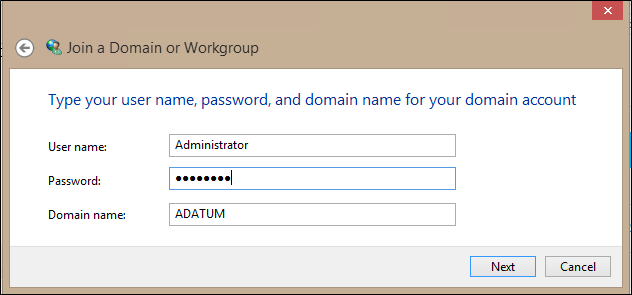 Join a Domain or Workgroup
Type your user name, password, and domain name for your domain account
User name: Administrator
Password: ●●●●●●●●
Domain name: ADATUM
Next Cancel